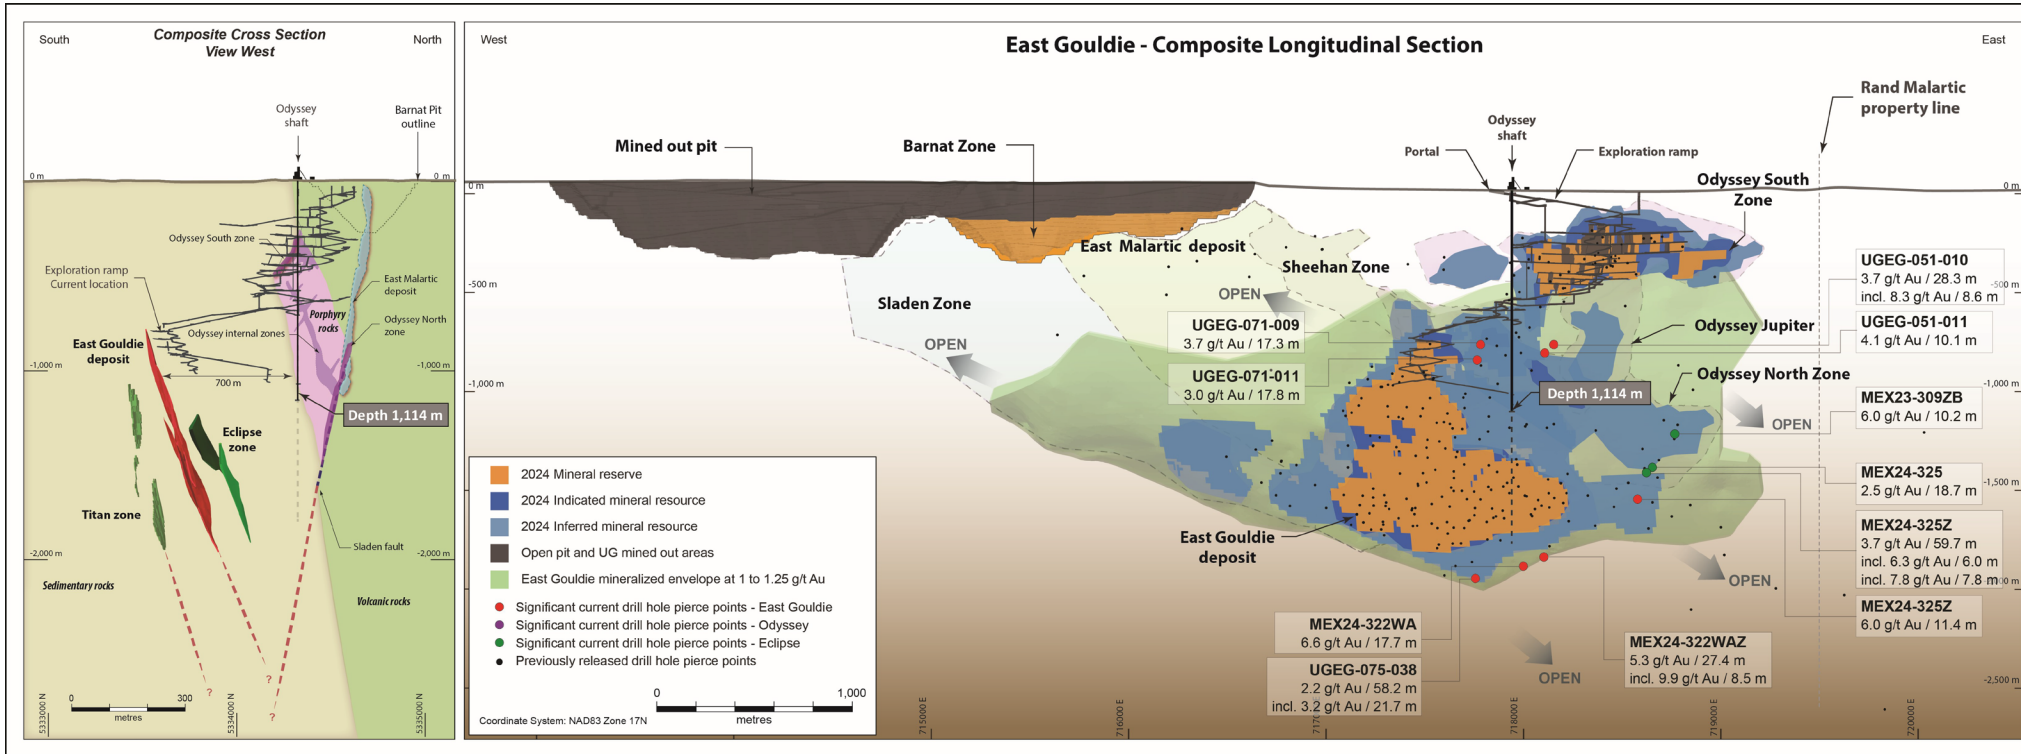 South
Composite Cross Section
View West
North
Odyssey
shaft
Barnat Pit
outline
0 m
0 m
Odyssey South zone
Exploration ramp
Current location
East Malartic
deposit
Porphyry
rocks
Odyssey North
zone
Odyssey internal zones
East Gouldie
deposit
-1,000 m
-1,000 m
700 m
Depth 1,114 m
Eclipse
zone
Titan zone
Sladen fault
-2,000 m
-2,000 m
Sedimentary rocks
Volcanic rocks
?
?
?
0
300
metres
5333000 N
5334000 N
5335000 N
West
East Gouldie - Composite Longitudinal Section
East
Rand Malartic
property line
Mined out pit
Barnat Zone
Odyssey
shaft
Portal
Exploration ramp
Odyssey South
Zone
0 m
0 m
East Malartic deposit
Sheehan Zone
Sladen Zone
OPEN
OPEN
-500 m
-500 m
UGEG-051-010
3.7 g/t Au / 28.3 m
incl. 8.3 g/t Au / 8.6 m
UGEG-071-009
3.7 g/t Au / 17.3 m
Odyssey Jupiter
UGEG-051-011
4.1 g/t Au / 10.1 m
UGEG-071-011
3.0 g/t Au / 17.8 m
-1,000 m
-1,000 m
Odyssey North Zone
Depth 1,114 m
MEX23-309ZB
6.0 g/t Au / 10.2 m
OPEN
MEX24-325
2.5 g/t Au / 18.7 m
-1,500 m
MEX24-325Z
3.7 g/t Au / 59.7 m
incl. 6.3 g/t Au / 6.0 m
incl. 7.8 g/t Au / 7.8 m
East Gouldie
deposit
OPEN
MEX24-325Z
6.0 g/t Au / 11.4 m
MEX24-322WA
6.6 g/t Au / 17.7 m
MEX24-322WAZ
5.3 g/t Au / 27.4 m
incl. 9.9 g/t Au / 8.5 m
UGEG-075-038
2.2 g/t Au / 58.2 m
incl. 3.2 g/t Au / 21.7 m
OPEN
-2,500 m
2024 Mineral reserve
2024 Indicated mineral resource
2024 Inferred mineral resource
Open pit and UG mined out areas
East Gouldie mineralized envelope at 1 to 1.25 g/t Au
Significant current drill hole pierce points - East Gouldie
Significant current drill hole pierce points - Odyssey
Significant current drill hole pierce points - Eclipse
Previously released drill hole pierce points
0
1,000
metres
Coordinate System: NAD83 Zone 17N
715000 E
716000 E
718000 E
719000 E
720000 E